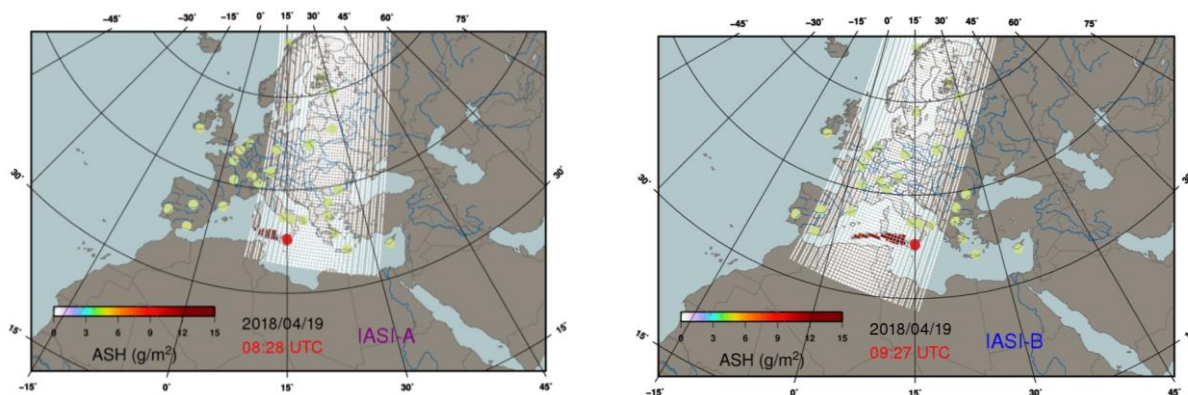 −45˚ −30˚ −15˚ 0˚ 15˚ 30˚ 45˚ 60˚ 75˚
30˚ 30˚
15˚ 15˚
0 3 6 9 12 15
ASH (g/m²)
2018/04/19
08:28 UTC
IASI-A
−15˚ 0˚ 15˚ 30˚ 45˚
−45˚ −30˚ −15˚ 0˚ 15˚ 30˚ 45˚ 60˚ 75˚
30˚
15˚ 15˚
0 3 6 9 12 15
ASH (g/m²)
2018/04/19
09:27 UTC
IASI-B
−15˚ 0˚ 15˚ 30˚ 45˚